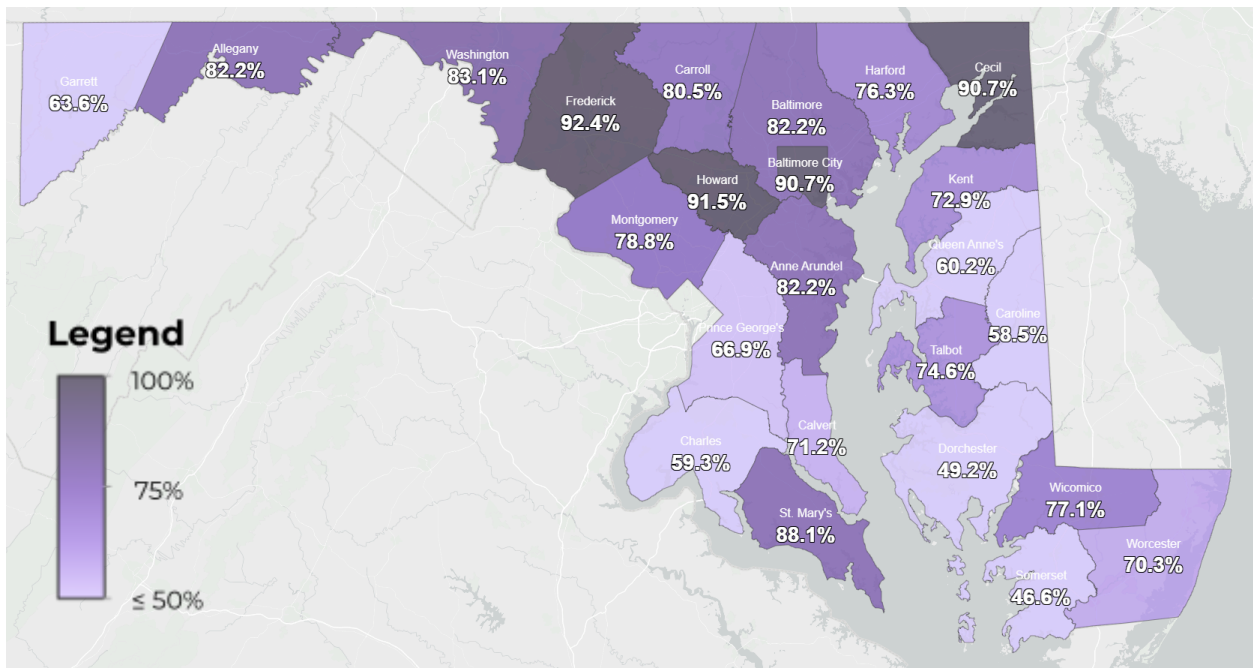 Garrett
63.6%
Allegany
82.2%
Washington
83.1%
Frederick
92.4%
Carroll
80.5%
Baltimore
82.2%
Harford
76.3%
Cecil
90.7%
Baltimore City
90.7%
Howard
91.5%
Montgomery
78.8%
Kent
72.9%
Queen Anne's
60.2%
Anne Arundel
82.2%
Prince George's
66.9%
Caroline
58.5%
Talbot
74.6%
Calvert
71.2%
Charles
59.3%
Dorchester
49.2%
St. Mary's
88.1%
Wicomico
77.1%
Worcester
70.3%
Somerset
46.6%
Legend
100%
75%
≤ 50%